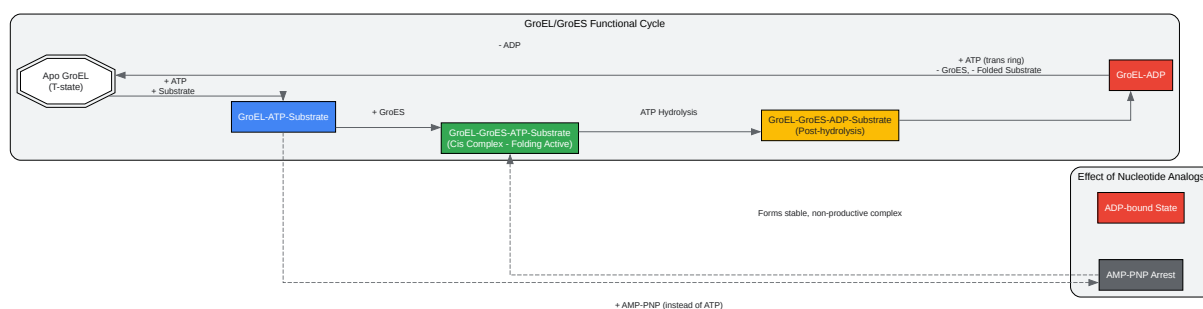 GroEL/GroES Functional Cycle
- ADP
Apo GroEL
(T-state)
+ ATP
+ Substrate
GroEL-ATP-Substrate
+ GroES
GroEL-GroES-ATP-Substrate
(Cis Complex - Folding Active)
ATP Hydrolysis
GroEL-GroES-ADP-Substrate
(Post-hydrolysis)
+ ATP (trans ring)
- GroES, - Folded Substrate
GroEL-ADP
Effect of Nucleotide Analogs
ADP-bound State
Forms stable, non-productive complex
AMP-PNP Arrest
+ AMP-PNP (instead of ATP)